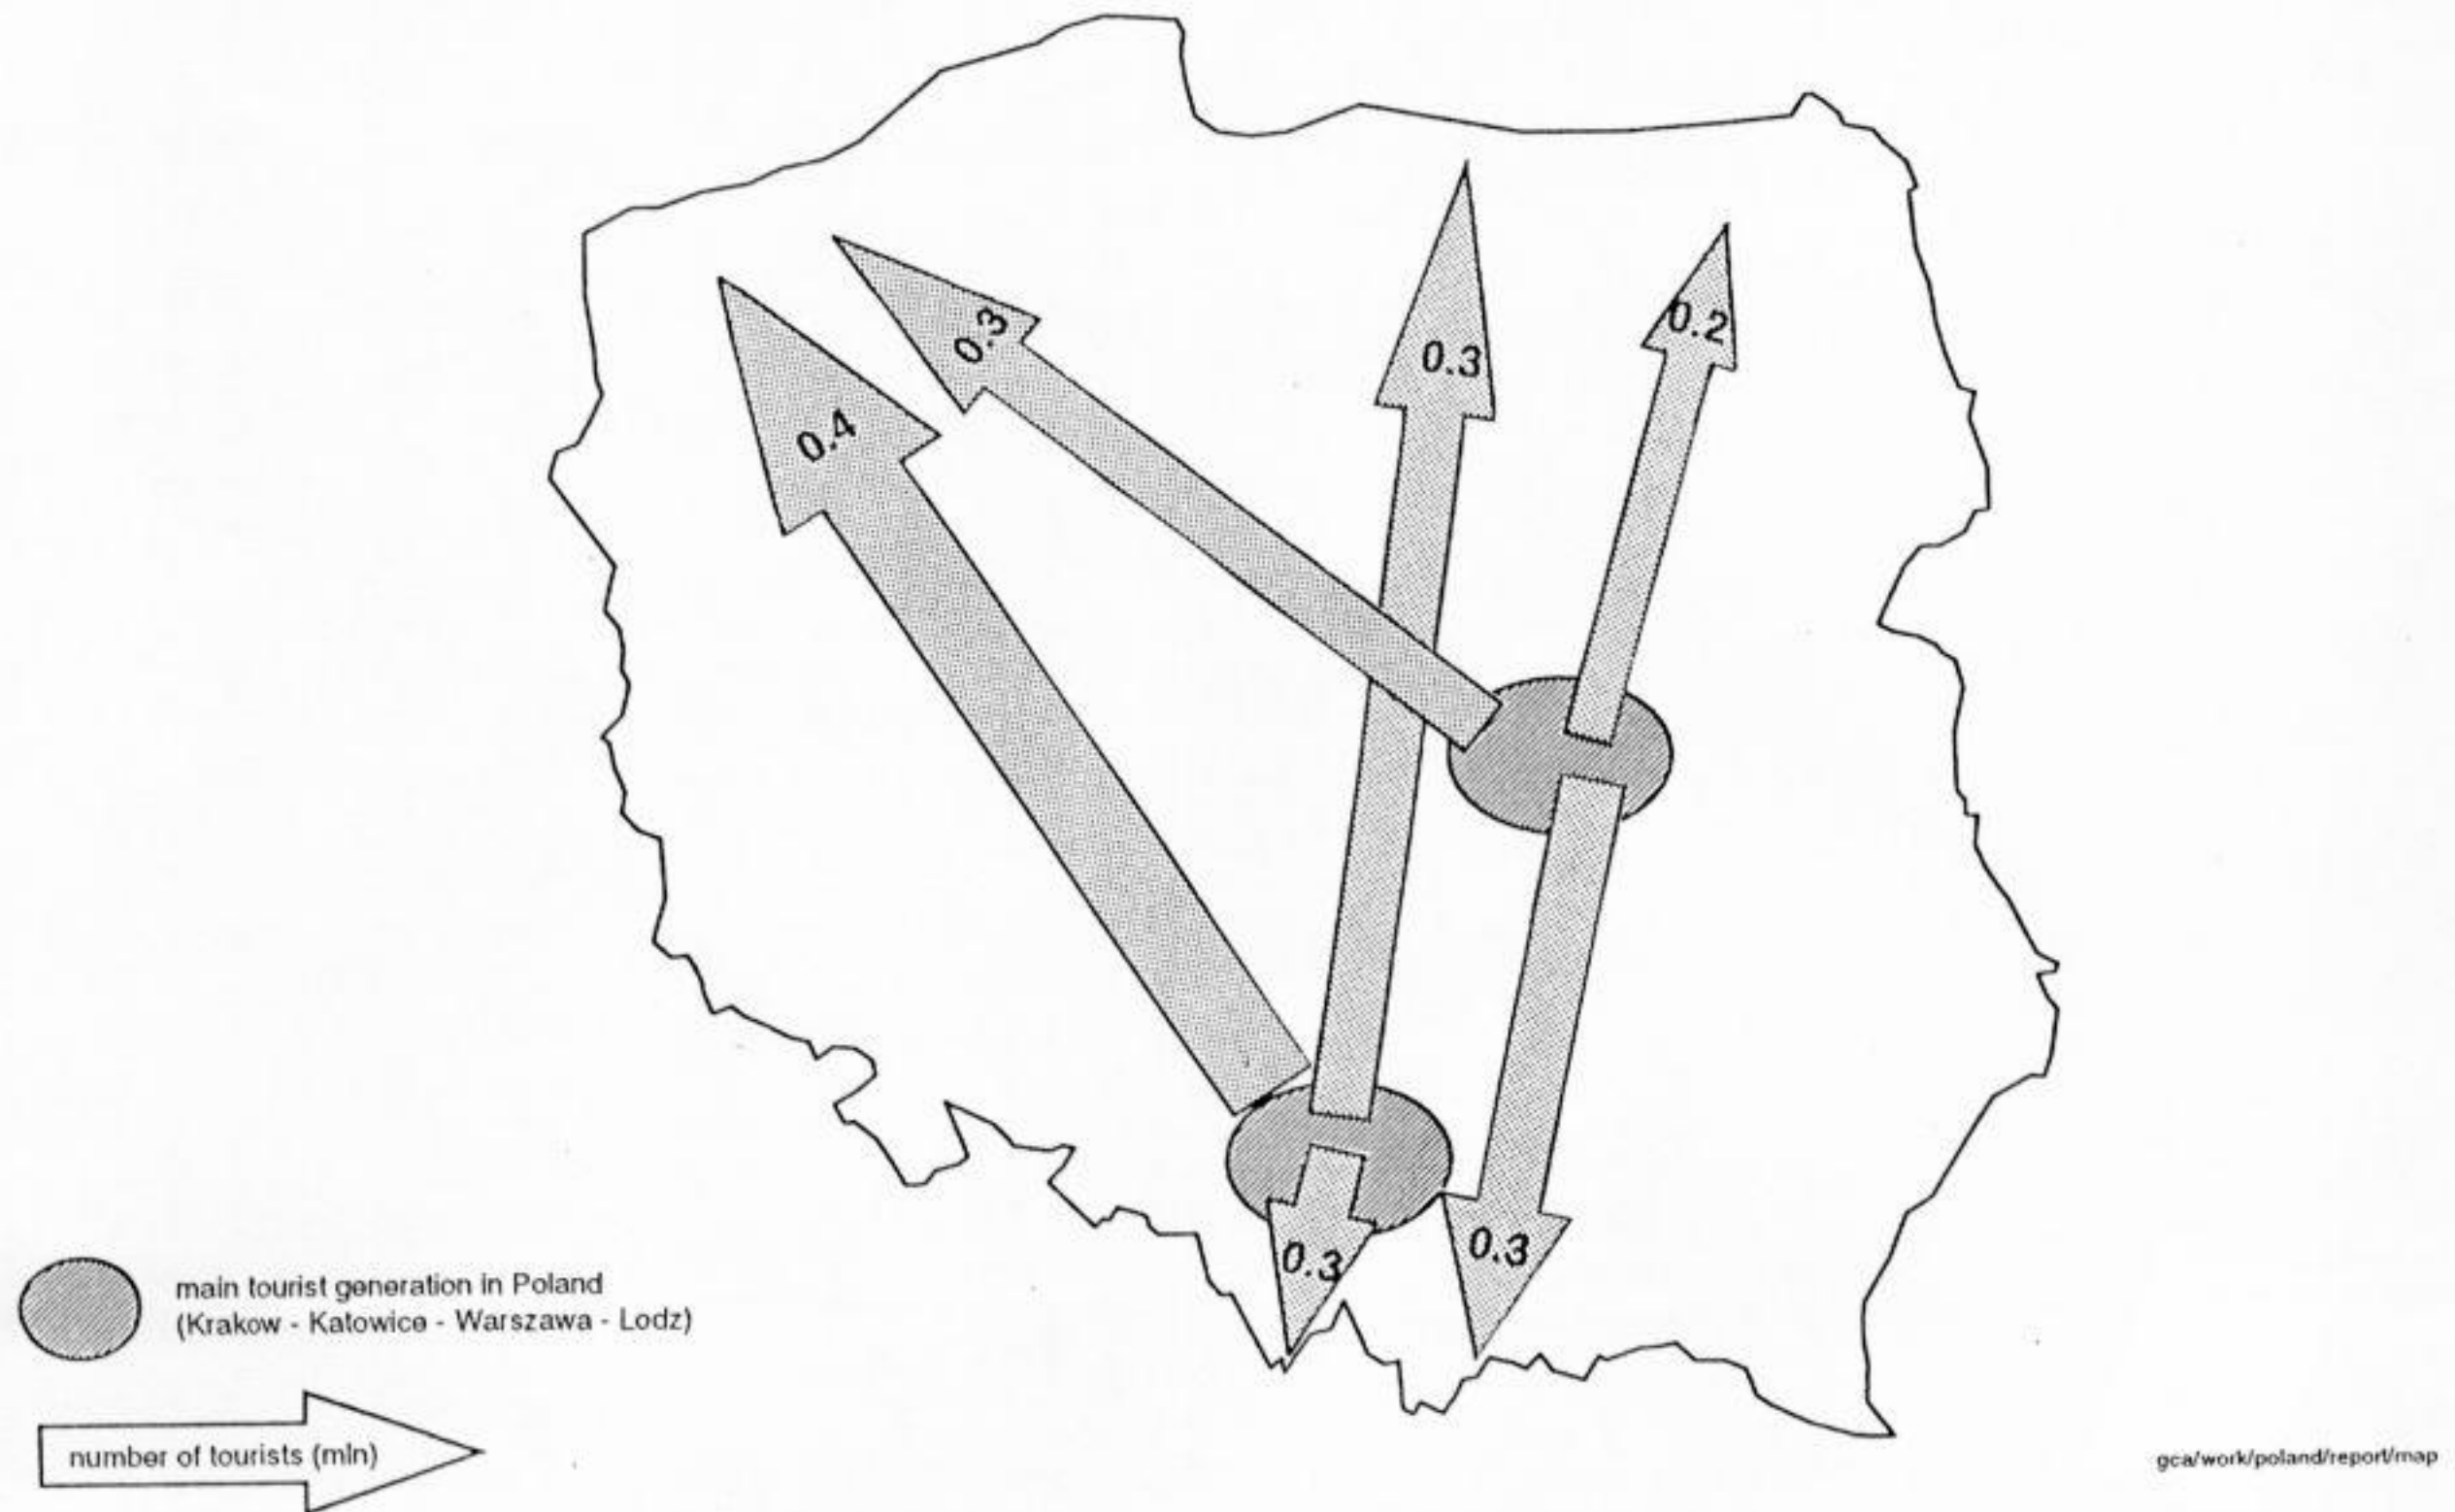 0.3
0.2
0.3
0.4
0.3
0.3
main tourist generation in Poland
(Krakow - Katowice - Warszawa - Lodz)
number of tourists (mln)
gca/work/poland/report/map